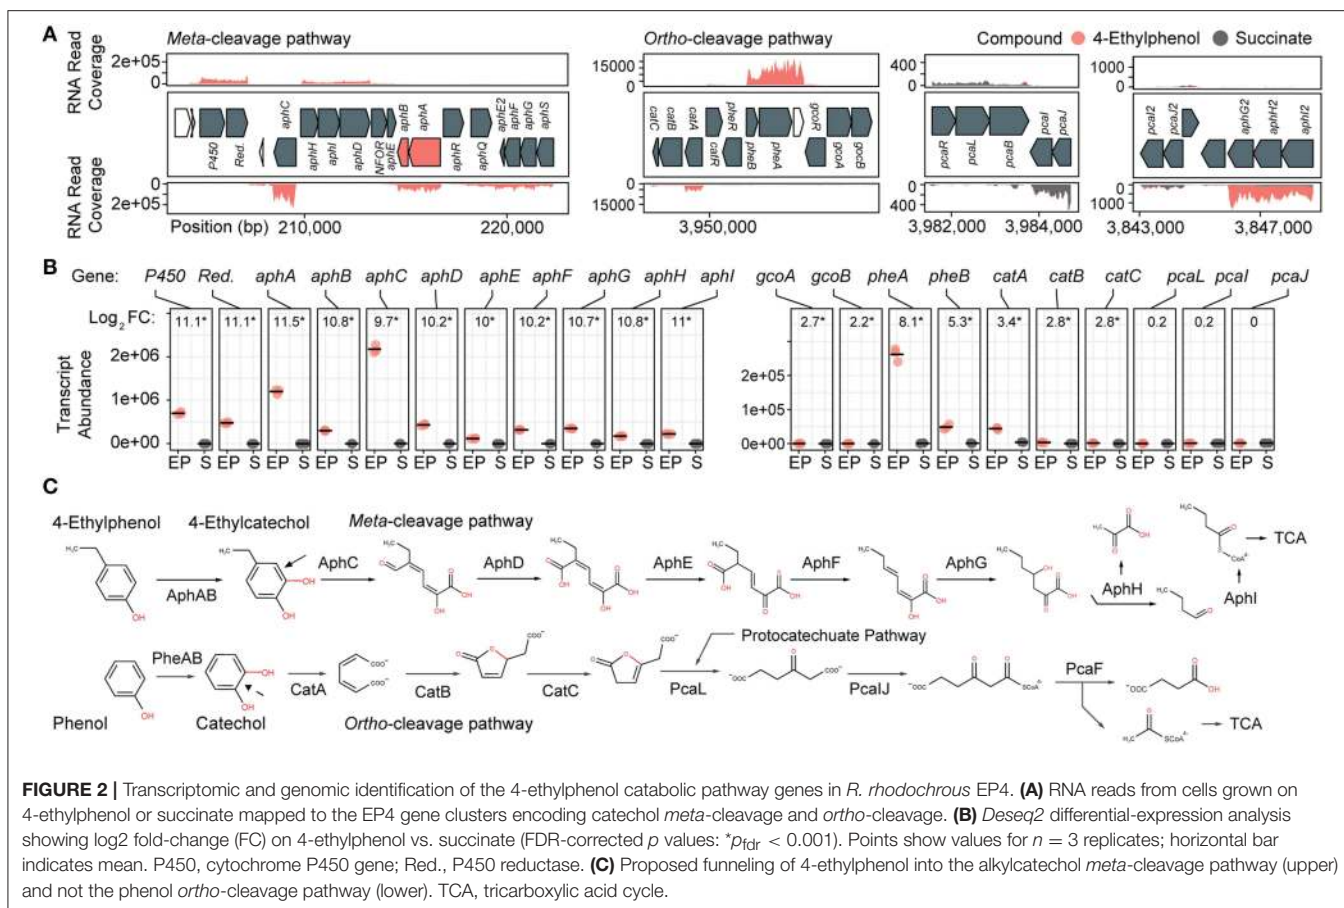 A
Meta-cleavage pathway
Ortho-cleavage pathway
Compound 4-Ethylphenol Succinate
RNA Read Coverage
2e+05
0
15000
0
400
0
1000
0
P450 Red. aphC aphH aphI aphD NFOR aphE aphB aphA aphR aphQ aphE2 aphF aphG aphS
catC catB catA catR pheR pheB pheA gcoR gcoA gcoB
pcaR pcaL pcaB pcaI pcaJ
pcaI2 pcaJ2 aphG2 aphH2 aphI2
RNA Read Coverage
0
2e+05
0
15000
0
400
0
1000
Position (bp) 210,000 220,000 3,950,000 3,982,000 3,984,000 3,843,000 3,847,000
B
Gene: P450 Red. aphA aphB aphC aphD aphE aphF aphG aphH aphI gcoA gcoB pheA pheB catA catB catC pcaL pcaI pcaJ
Log2 FC: 11.1* 11.1* 11.5* 10.8* 9.7* 10.2* 10* 10.2* 10.7* 10.8* 11* 2.7* 2.2* 8.1* 5.3* 3.4* 2.8* 2.8* 0.2 0.2 0
Transcript Abundance
2e+06
1e+06
0e+00
2e+05
1e+05
0e+00
EP S EP S EP S EP S EP S EP S EP S EP S EP S EP S EP S EP S EP S EP S EP S EP S EP S EP S EP S EP S EP S
C
4-Ethylphenol 4-Ethylcatechol Meta-cleavage pathway
AphAB AphC AphD AphE AphF AphG AphH AphI TCA
Protocatechuate Pathway
PheAB CatA CatB CatC PcaL PcaIJ PcaF TCA
Phenol Catechol Ortho-cleavage pathway
FIGURE 2 | Transcriptomic and genomic identification of the 4-ethylphenol catabolic pathway genes in R. rhodochrous EP4. (A) RNA reads from cells grown on
4-ethylphenol or succinate mapped to the EP4 gene clusters encoding catechol meta-cleavage and ortho-cleavage. (B) Deseq2 differential-expression analysis
showing log2 fold-change (FC) on 4-ethylphenol vs. succinate (FDR-corrected p values: *pfdr < 0.001). Points show values for n = 3 replicates; horizontal bar
indicates mean. P450, cytochrome P450 gene; Red., P450 reductase. (C) Proposed funneling of 4-ethylphenol into the alkylcatechol meta-cleavage pathway (upper)
and not the phenol ortho-cleavage pathway (lower). TCA, tricarboxylic acid cycle.